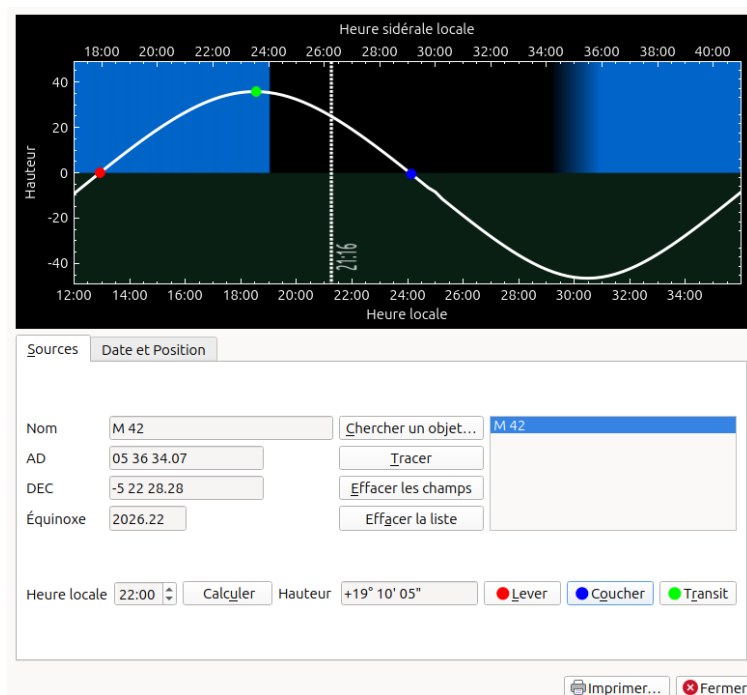 Heure sidérale locale
18:00 20:00 22:00 24:00 26:00 28:00 30:00 32:00 34:00 36:00 38:00 40:00
40
20
0
-20
-40
Hauteur
21:16
12:00 14:00 16:00 18:00 20:00 22:00 24:00 26:00 28:00 30:00 32:00 34:00
Heure locale
Sources Date et Position
Nom M 42 Chercher un objet... M 42
AD 05 36 34.07 Tracer
DEC -5 22 28.28 Effacer les champs
Équinoxe 2026.22 Effacer la liste
Heure locale 22:00 Calculer Hauteur +19° 10' 05" Lever Coucher Transit
Imprimer... Fermer